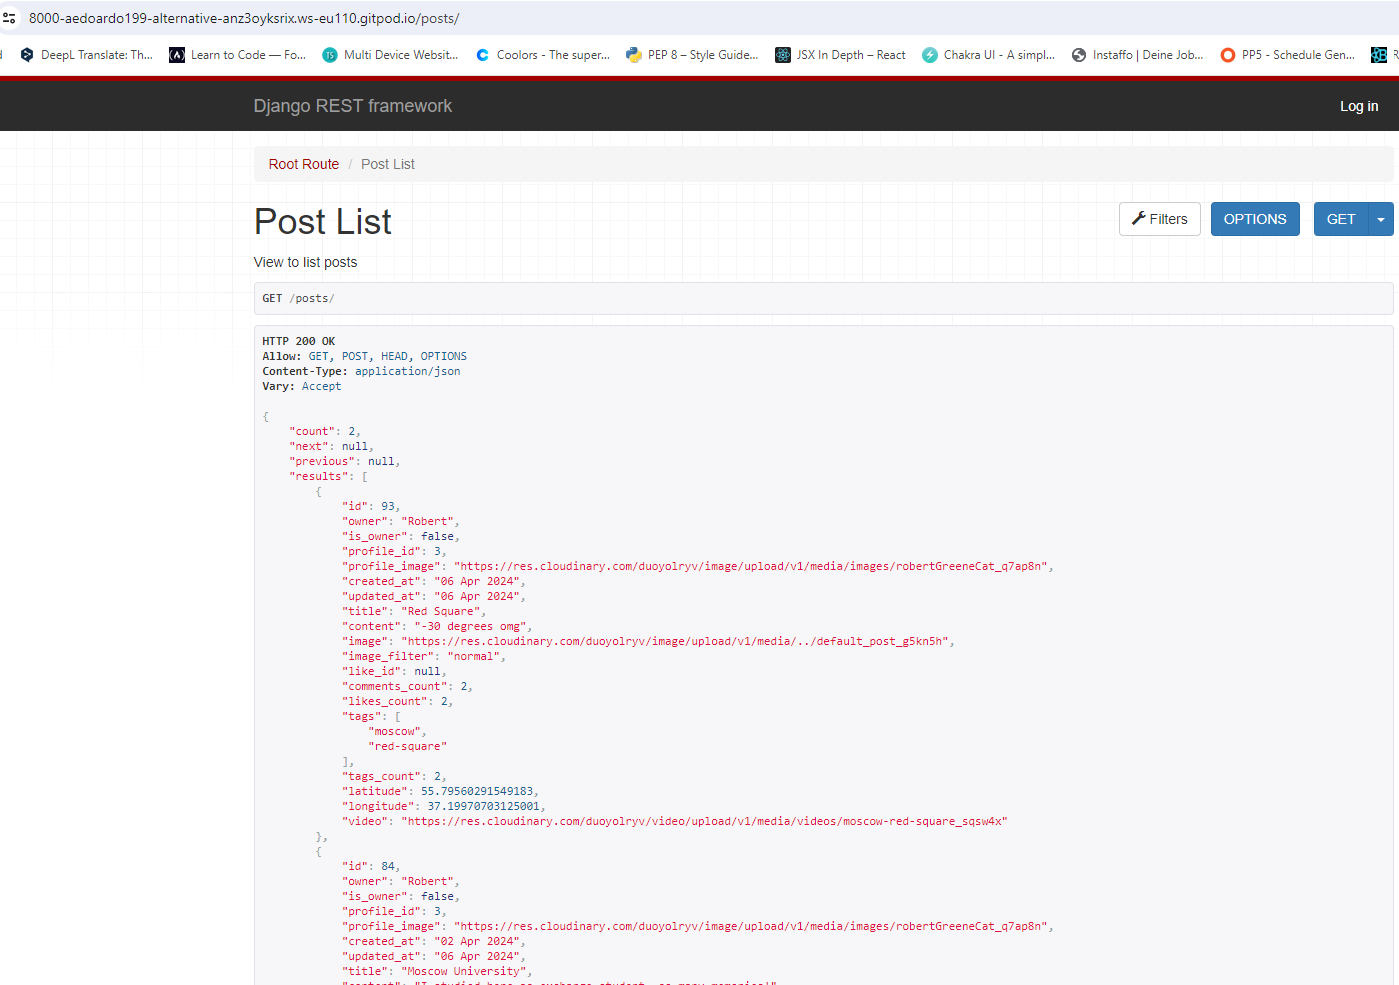 8000-aedoardo199-alternative-anz3oyksrix.ws-eu110.gitpod.io/posts/
DeepL Translate: Th... Learn to Code — Fo... Multi Device Websit... Coolors - The super... PEP 8 – Style Guide... JSX In Depth – React Chakra UI - A simpl... Instaffo | Deine Job... PP5 - Schedule Gen...
Django REST framework Log in
Root Route / Post List
Post List Filters OPTIONS GET
View to list posts
GET /posts/
HTTP 200 OK
Allow: GET, POST, HEAD, OPTIONS
Content-Type: application/json
Vary: Accept
{
"count": 2,
"next": null,
"previous": null,
"results": [
{
"id": 93,
"owner": "Robert",
"is_owner": false,
"profile_id": 3,
"profile_image": "https://res.cloudinary.com/duoyolryv/image/upload/v1/media/images/robertGreeneCat_q7ap8n",
"created_at": "06 Apr 2024",
"updated_at": "06 Apr 2024",
"title": "Red Square",
"content": "-30 degrees omg",
"image": "https://res.cloudinary.com/duoyolryv/image/upload/v1/media/../default_post_g5kn5h",
"image_filter": "normal",
"like_id": null,
"comments_count": 2,
"likes_count": 2,
"tags": [
"moscow",
"red-square"
],
"tags_count": 2,
"latitude": 55.79560291549183,
"longitude": 37.19970703125001,
"video": "https://res.cloudinary.com/duoyolryv/video/upload/v1/media/videos/moscow-red-square_sqsw4x"
},
{
"id": 84,
"owner": "Robert",
"is_owner": false,
"profile_id": 3,
"profile_image": "https://res.cloudinary.com/duoyolryv/image/upload/v1/media/images/robertGreeneCat_q7ap8n",
"created_at": "02 Apr 2024",
"updated_at": "06 Apr 2024",
"title": "Moscow University",